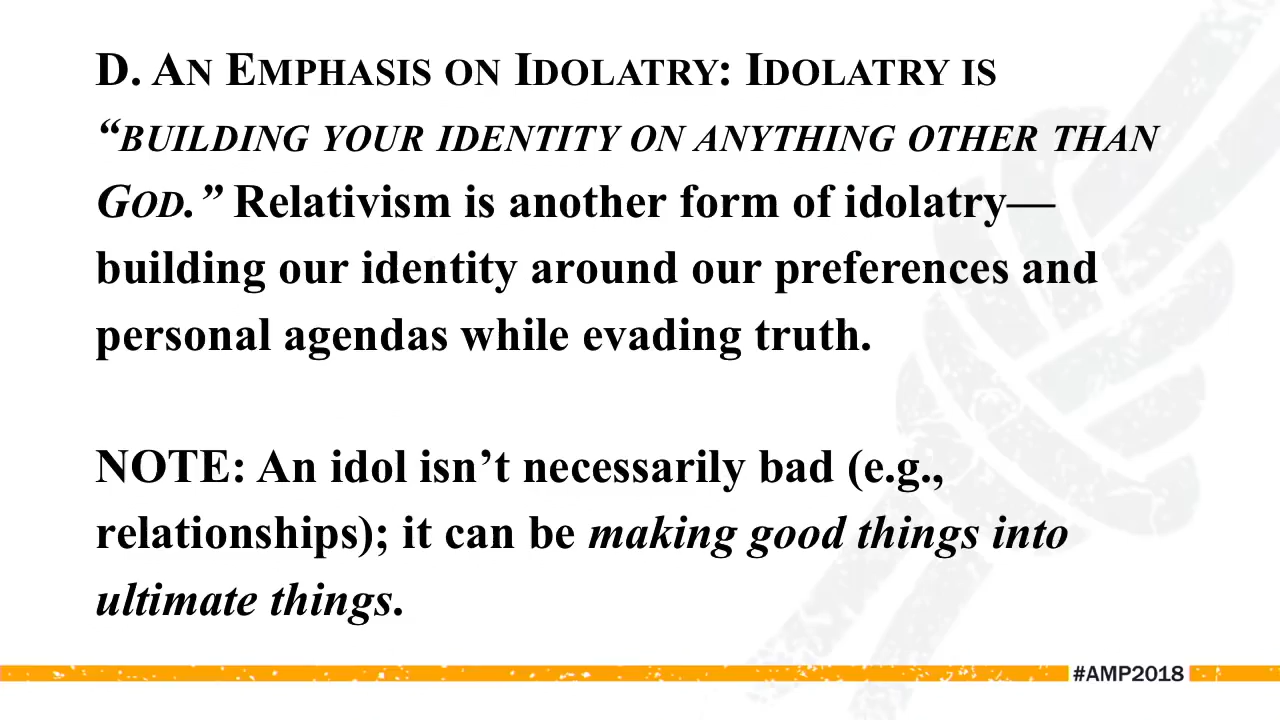 D. An Emphasis on Idolatry: Idolatry is
“building your identity on anything other than
God.” Relativism is another form of idolatry—
building our identity around our preferences and
personal agendas while evading truth.
NOTE: An idol isn’t necessarily bad (e.g.,
relationships); it can be making good things into
ultimate things.
#AMP2018